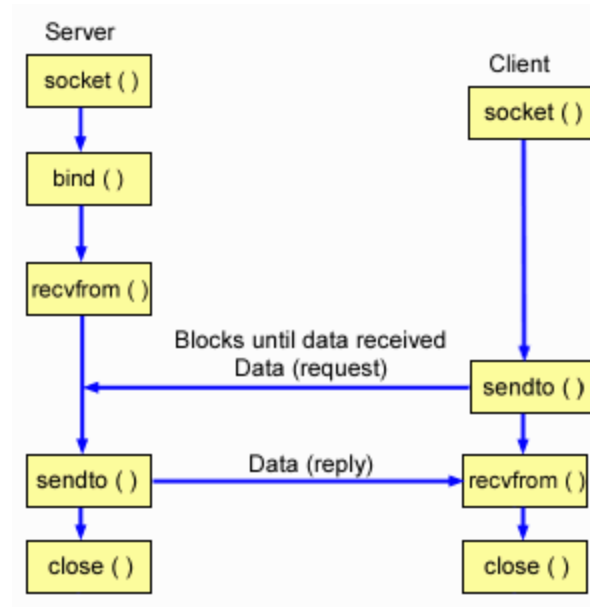 Server
socket ( )
Client
socket ( )
bind ( )
recvfrom ( )
Blocks until data received
Data (request)
sendto ( )
sendto ( )
Data (reply)
recvfrom ( )
close ( )
close ( )